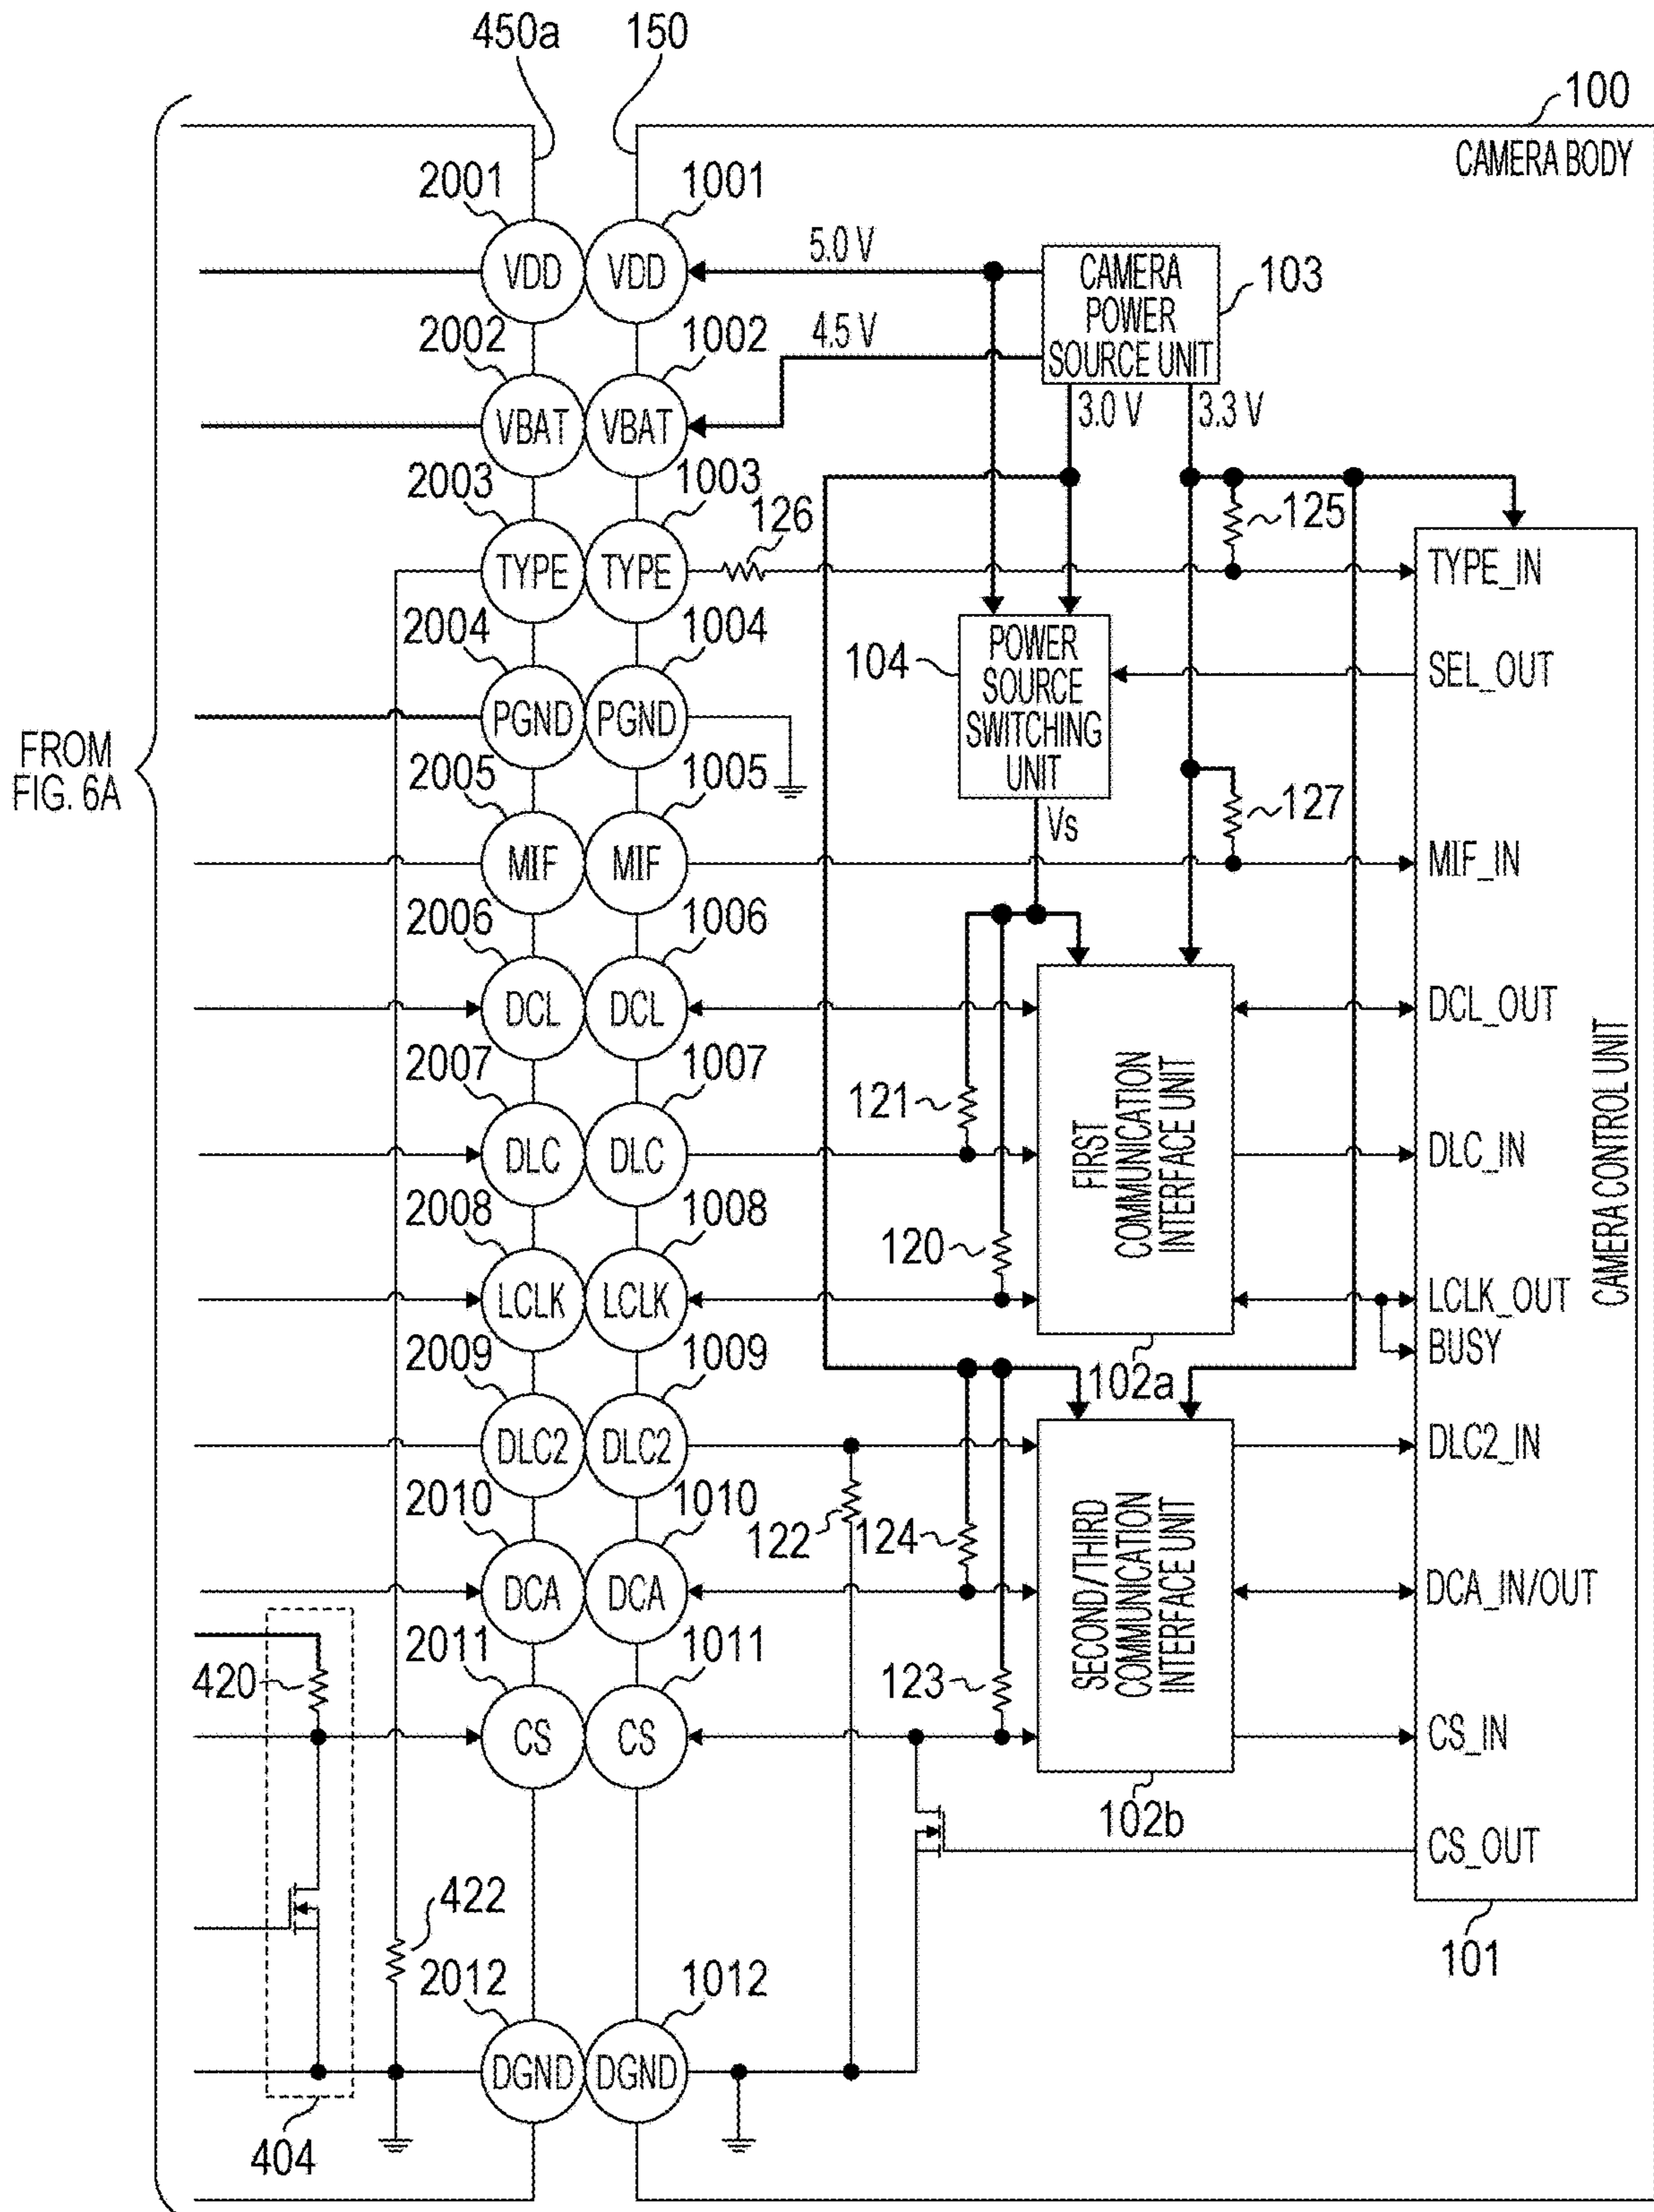 450a
150
100
CAMERA BODY
2001
1001
VDD
VDD
5.0 V
CAMERA
POWER
SOURCE UNIT
103
2002
1002
4.5 V
VBAT
VBAT
3.0 V
3.3 V
2003
1003
126
125
TYPE
TYPE
TYPE_IN
2004
1004
104
POWER
SOURCE
SWITCHING
UNIT
SEL_OUT
PGND
PGND
FROM
FIG. 6A
2005
1005
127
Vs
MIF
MIF
MIF_IN
2006
1006
DCL
DCL
DCL_OUT
2007
1007
121
FIRST
COMMUNICATION
INTERFACE UNIT
CAMERA CONTROL UNIT
DLC
DLC
DLC_IN
2008
1008
120
LCLK
LCLK
LCLK_OUT
BUSY
2009
1009
102a
DLC2
DLC2
DLC2_IN
2010
1010
122
124
SECOND/THIRD
COMMUNICATION
INTERFACE UNIT
DCA
DCA
DCA_IN/OUT
2011
1011
420
123
CS
CS
CS_IN
102b
CS_OUT
422
101
2012
1012
DGND
DGND
404